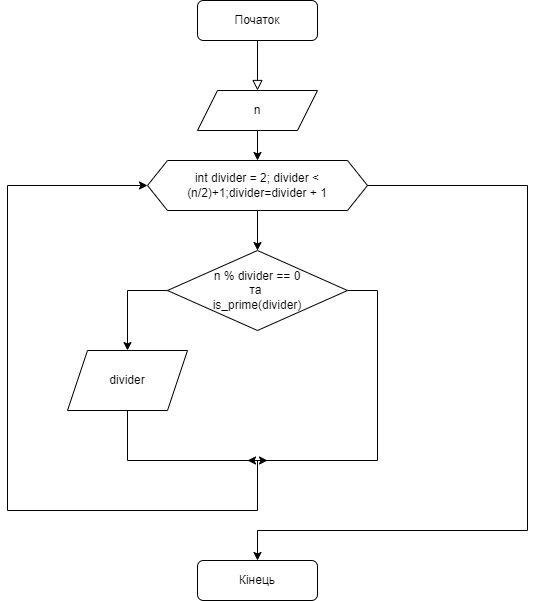 Початок
n
int divider = 2; divider <
(n/2)+1;divider=divider + 1
n % divider == 0
та
is_prime(divider)
divider
Кінець